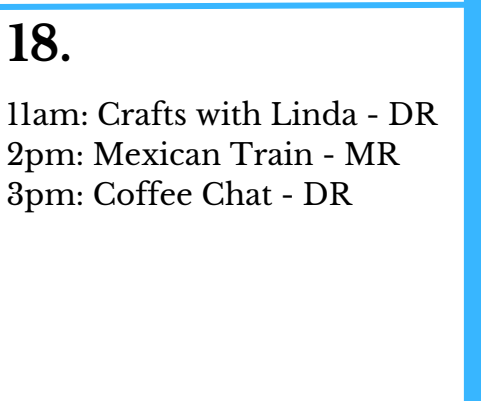 18.
11am: Crafts with Linda - DR
2pm: Mexican Train - MR
3pm: Coffee Chat - DR